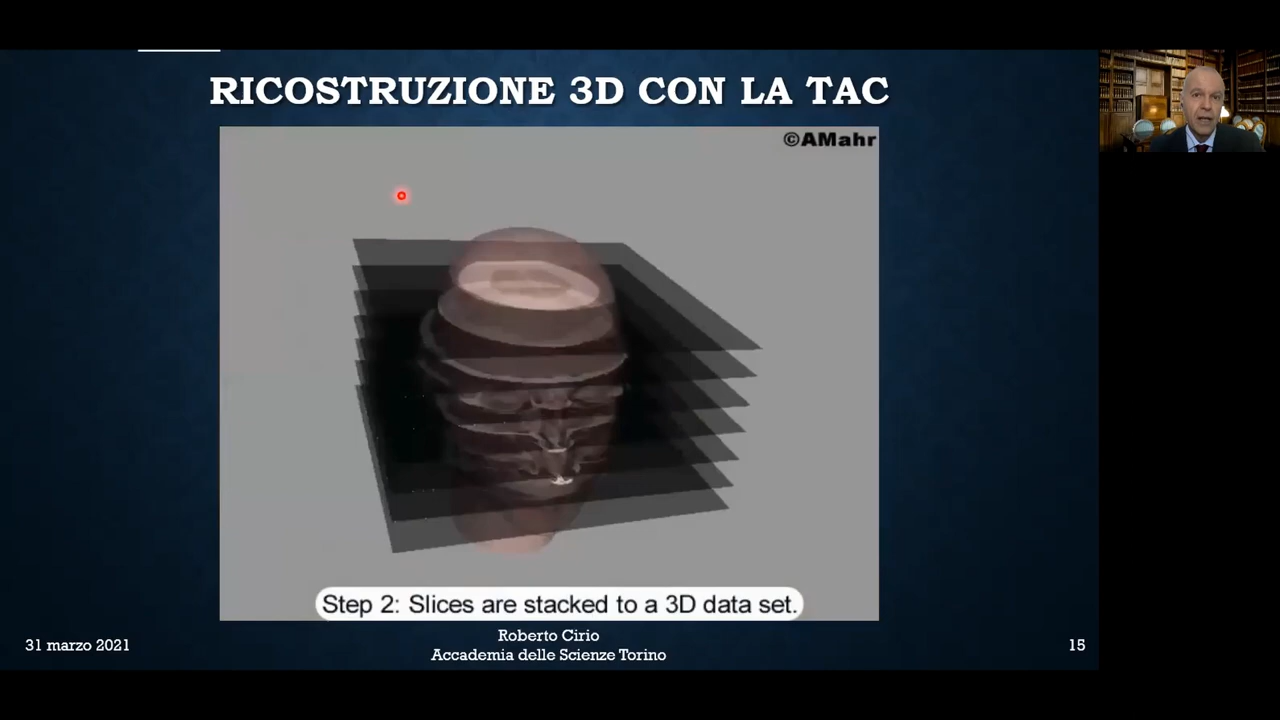 RICOSTRUZIONE 3D CON LA TAC
©AMahr
Step 2: Slices are stacked to a 3D data set.
31 marzo 2021
Roberto Cirio
Accademia delle Scienze Torino
15